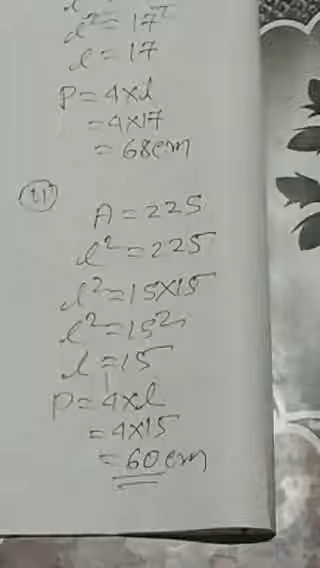 l² = 17²
l = 17
P = 4×l
= 4×17
= 68cm
A = 225
l² = 225
l² = 15×15
l² = 15²
l = 15
P = 4×l
= 4×15
= 60cm